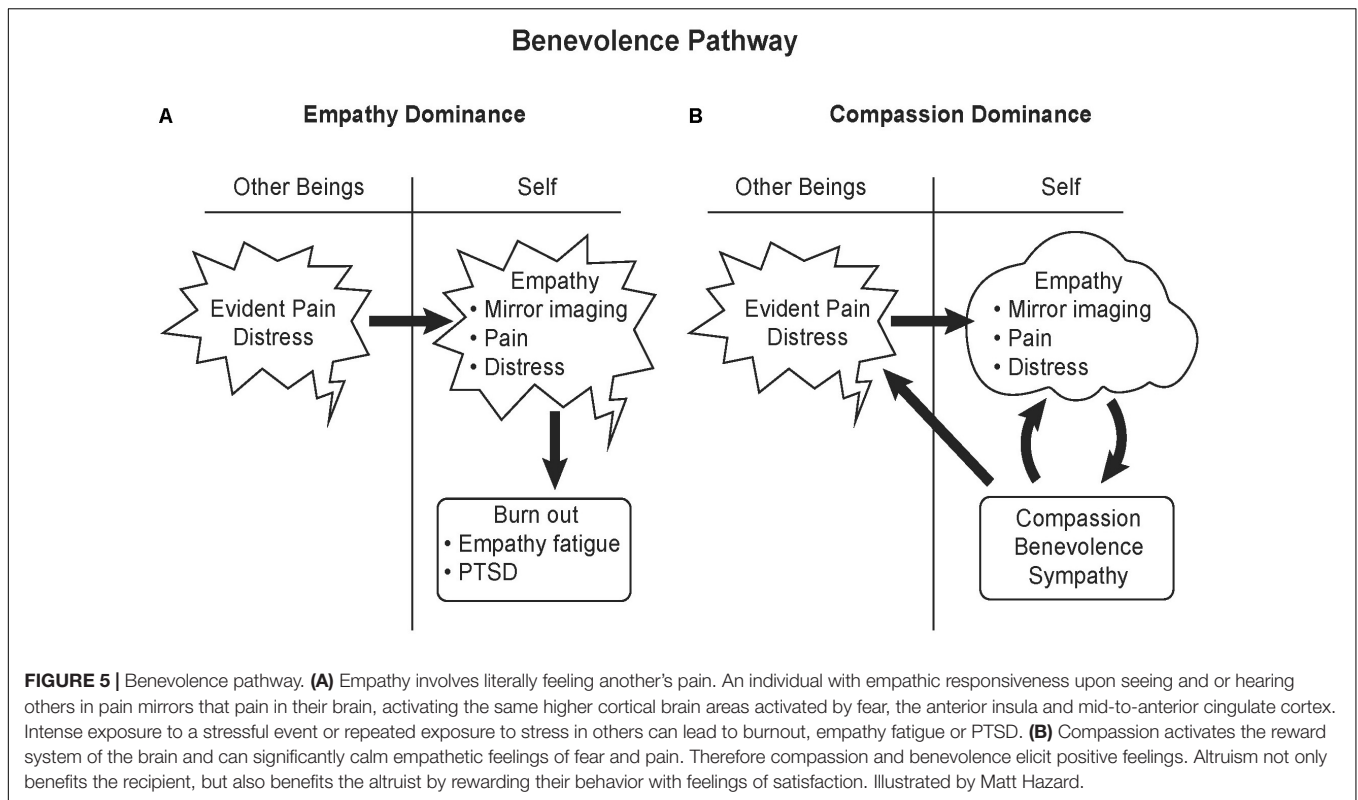 Benevolence Pathway
A
Empathy Dominance
Other Beings
Self
Evident Pain
Distress
Empathy
• Mirror imaging
• Pain
• Distress
Burn out
• Empathy fatigue
• PTSD
B
Compassion Dominance
Other Beings
Self
Evident Pain
Distress
Empathy
• Mirror imaging
• Pain
• Distress
Compassion
Benevolence
Sympathy
FIGURE 5 | Benevolence pathway. (A) Empathy involves literally feeling another’s pain. An individual with empathic responsiveness upon seeing and or hearing
others in pain mirrors that pain in their brain, activating the same higher cortical brain areas activated by fear, the anterior insula and mid-to-anterior cingulate cortex.
Intense exposure to a stressful event or repeated exposure to stress in others can lead to burnout, empathy fatigue or PTSD. (B) Compassion activates the reward
system of the brain and can significantly calm empathetic feelings of fear and pain. Therefore compassion and benevolence elicit positive feelings. Altruism not only
benefits the recipient, but also benefits the altruist by rewarding their behavior with feelings of satisfaction. Illustrated by Matt Hazard.